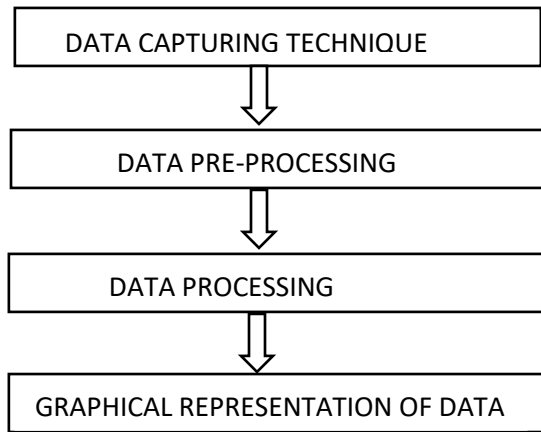 DATA CAPTURING TECHNIQUE
DATA PRE-PROCESSING
DATA PROCESSING
GRAPHICAL REPRESENTATION OF DATA